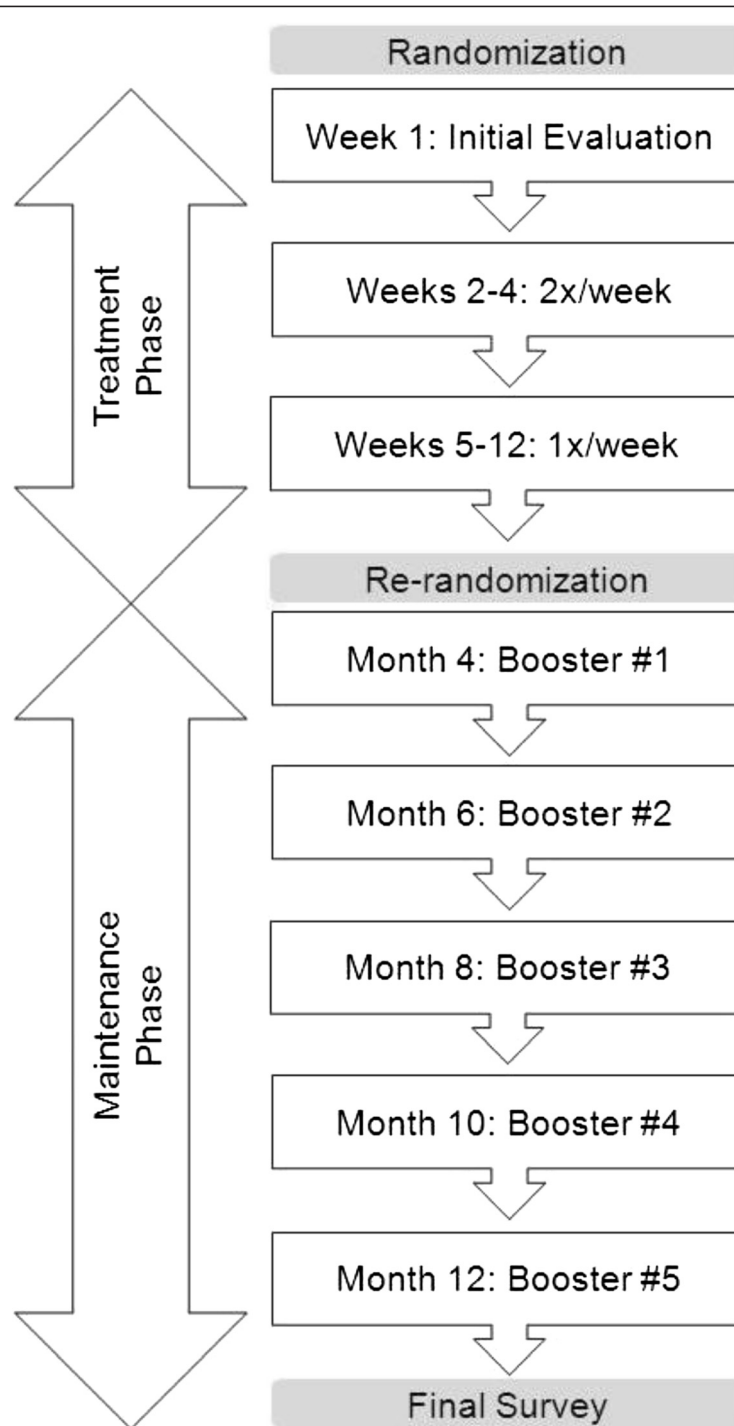 Randomization
Week 1: Initial Evaluation
Weeks 2-4: 2x/week
Weeks 5-12: 1x/week
Treatment
Phase
Re-randomization
Month 4: Booster #1
Month 6: Booster #2
Month 8: Booster #3
Month 10: Booster #4
Month 12: Booster #5
Maintenance
Phase
Final Survey